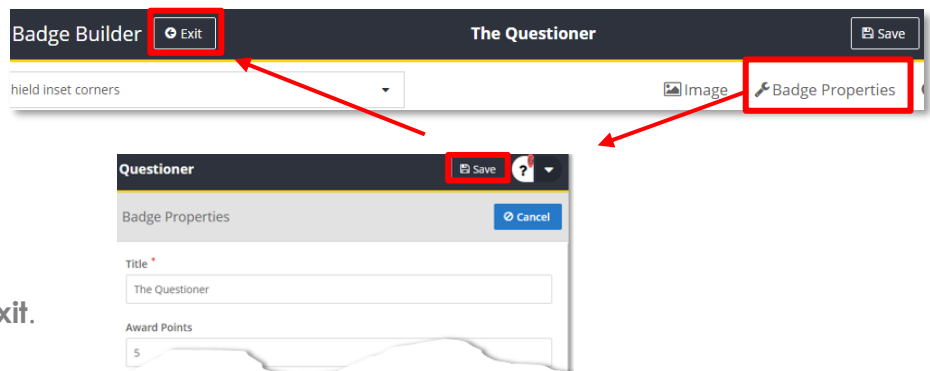 Badge Builder Exit The Questioner Save
hield inset corners Image Badge Properties
Questioner Save ?
Badge Properties Cancel
Title *
The Questioner
xit.
Award Points
5